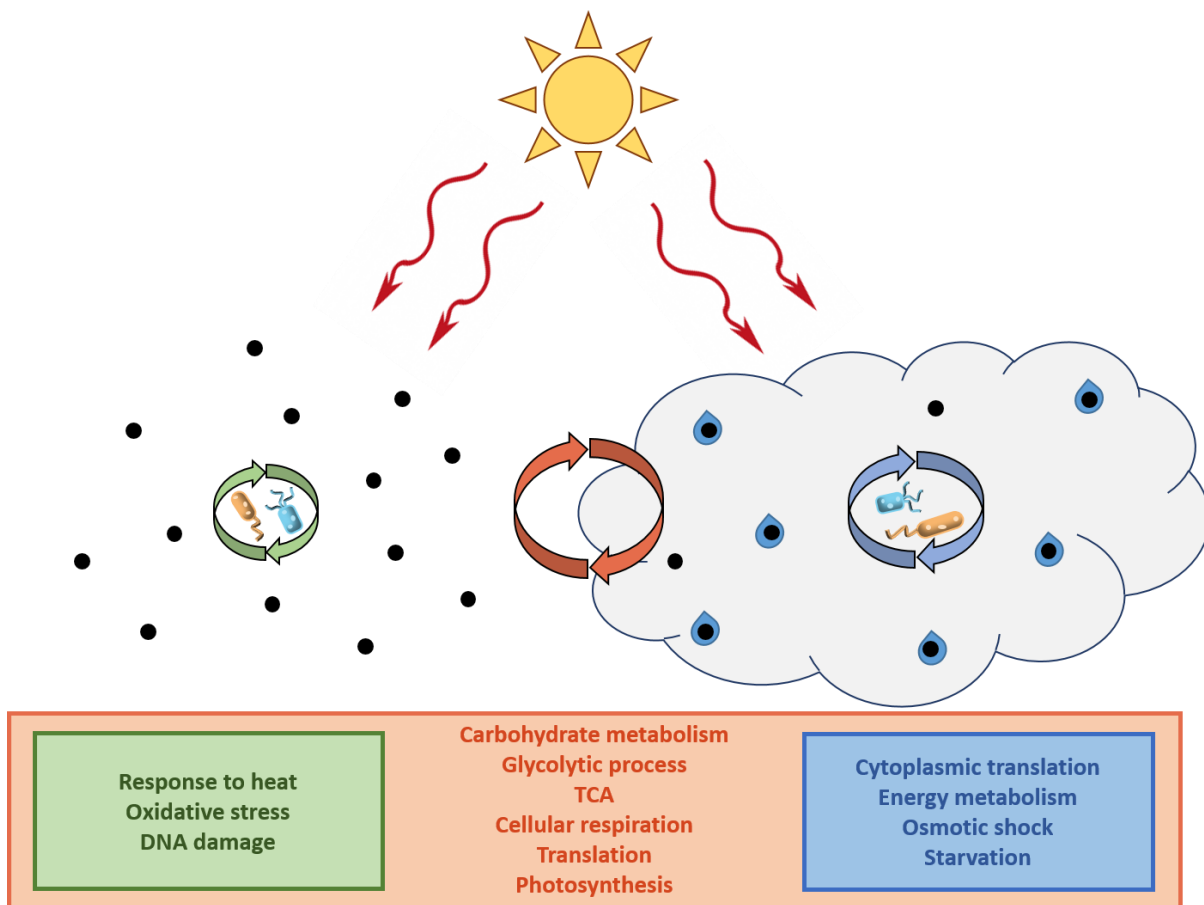 Response to heat
Oxidative stress
DNA damage
Carbohydrate metabolism
Glycolytic process
TCA
Cellular respiration
Translation
Photosynthesis
Cytoplasmic translation
Energy metabolism
Osmotic shock
Starvation